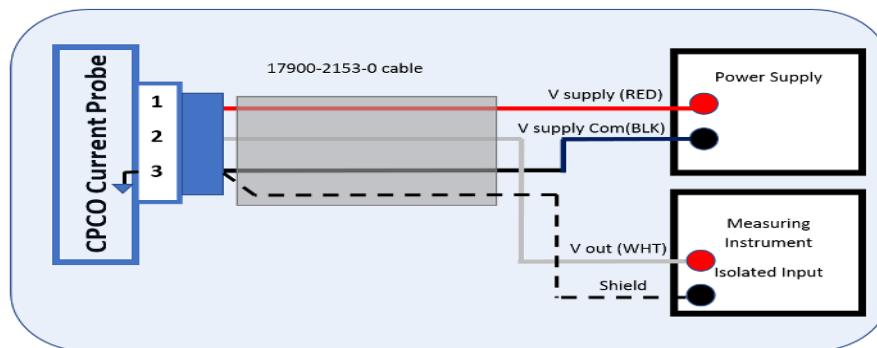 CPCO Current Probe
1
2
3
17900-2153-0 cable
V supply (RED)
V supply Com(BLK)
V out (WHT)
Shield
Power Supply
Measuring
Instrument
Isolated Input